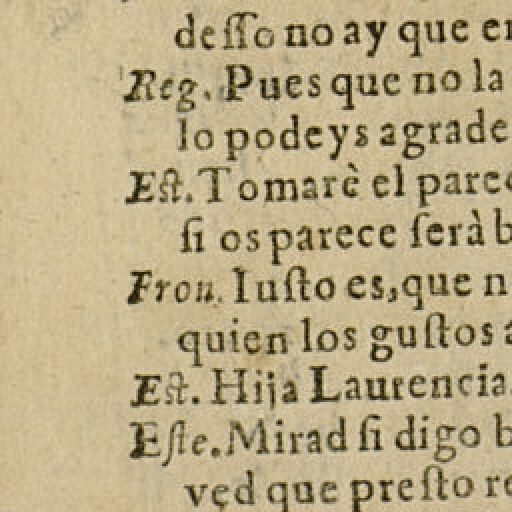 deſſo no ay que
Reg. Pues que no la
lo podeys agrade
Eſt. Tomarè el parec
ſi os parece ſerà b
Fron. Iuſto es, que n
quien los guſtos a
Eſt. Hija Laurencia.
Eſte. Mirad ſi digo b
ved que preſto re